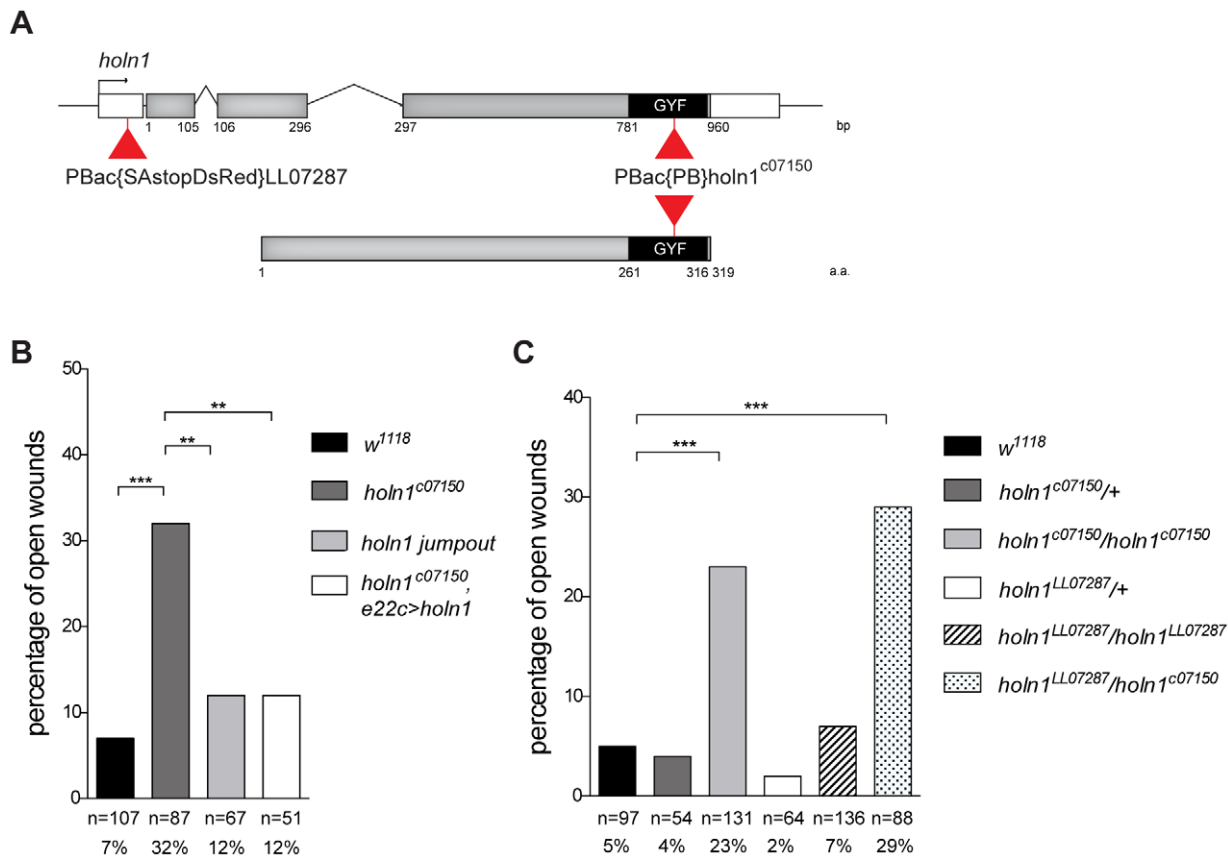 A
holn1
GYF
1 105 106 296 297 781 960 bp
PBac{SAstopDsRed}LL07287 PBac{PB}holn1c07150
GYF
1 261 316 319 a.a.
B
percentage of open wounds
50
40
30
20
10
0
***
**
**
w1118
holn1c07150
holn1 jumpout
holn1c07150,
e22c>holn1
n=107 n=87 n=67 n=51
7% 32% 12% 12%
C
percentage of open wounds
40
30
20
10
0
***
***
w1118
holn1c07150/+
holn1c07150/holn1c07150
holn1LL07287/+
holn1LL07287/holn1LL07287
holn1LL07287/holn1c07150
n=97 n=54 n=131 n=64 n=136 n=88
5% 4% 23% 2% 7% 29%